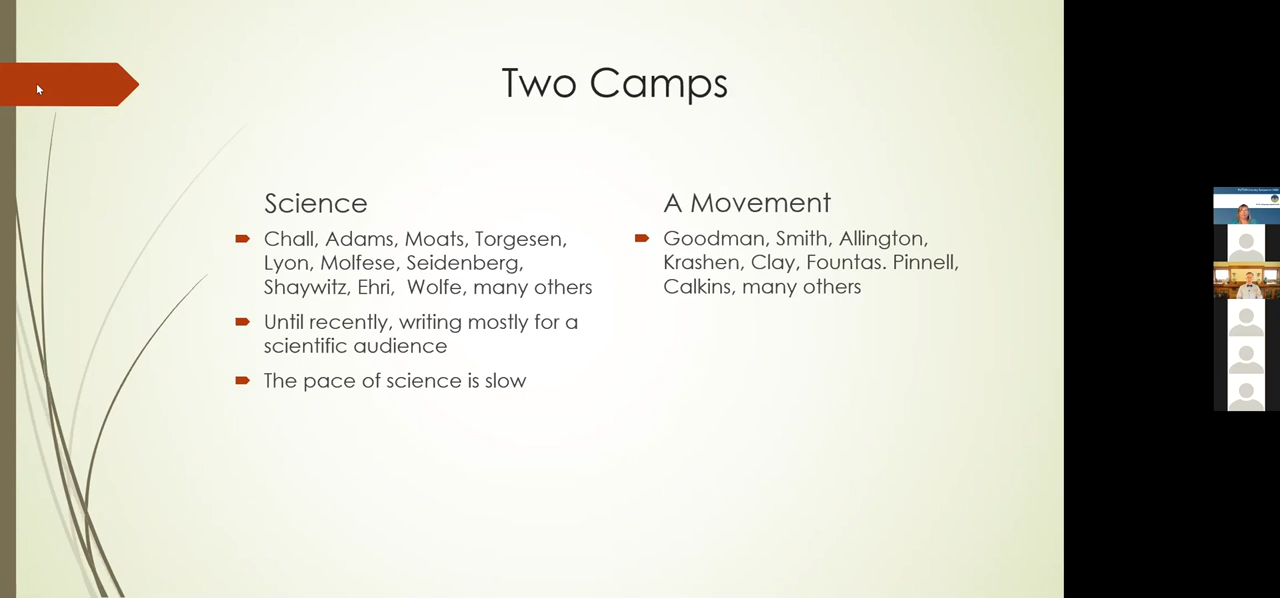 Two Camps
Science
Chall, Adams, Moats, Torgesen,
Lyon, Molfese, Seidenberg,
Shaywitz, Ehri,  Wolfe, many others
Until recently, writing mostly for a
scientific audience
The pace of science is slow
A Movement
Goodman, Smith, Allington,
Krashen, Clay, Fountas. Pinnell,
Calkins, many others